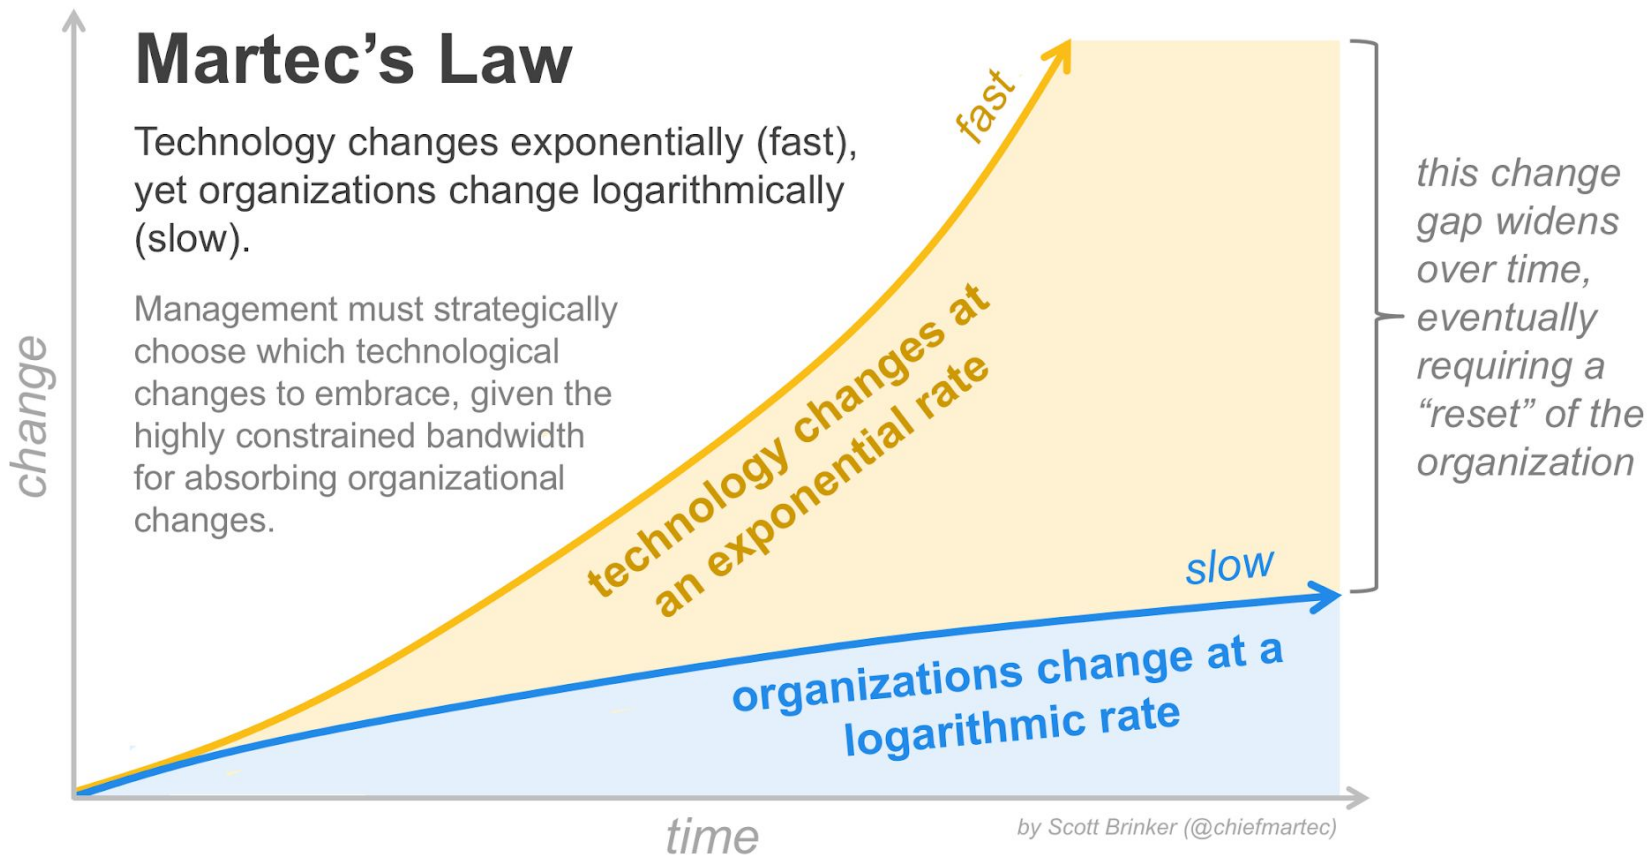 Martec’s Law
Technology changes exponentially (fast),
yet organizations change logarithmically
(slow).
Management must strategically
choose which technological
changes to embrace, given the
highly constrained bandwidth
for absorbing organizational
changes.
change
fast
technology changes at
an exponential rate
this change
gap widens
over time,
eventually
requiring a
“reset” of the
organization
slow
organizations change at a
logarithmic rate
time
by Scott Brinker (@chiefmartec)